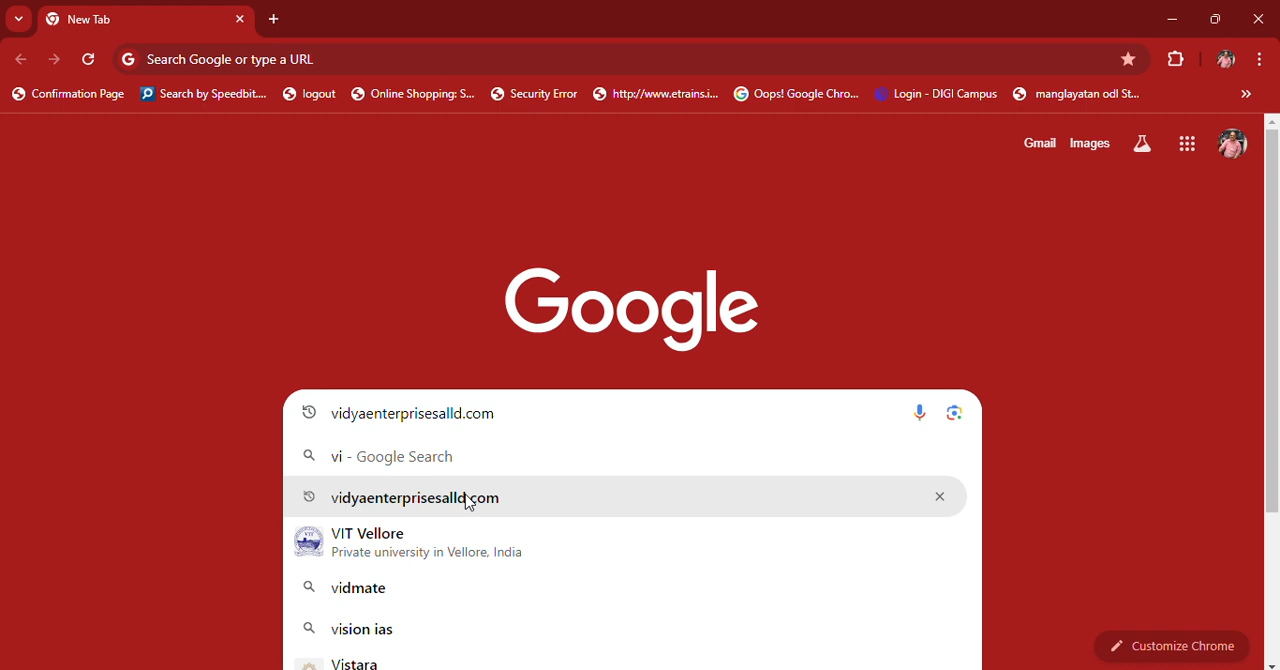 New Tab
Search Google or type a URL
Confirmation Page Search by Speedbit.... logout Online Shopping: S... Security Error http://www.etrains.i... Oops! Google Chro... Login - DIGI Campus manglayatan odl St...
Gmail Images
Google
vidyaenterprisesalld.com
vi - Google Search
vidyaenterprisesalld.com
VIT Vellore
Private university in Vellore, India
vidmate
vision ias
Vistara
Customize Chrome